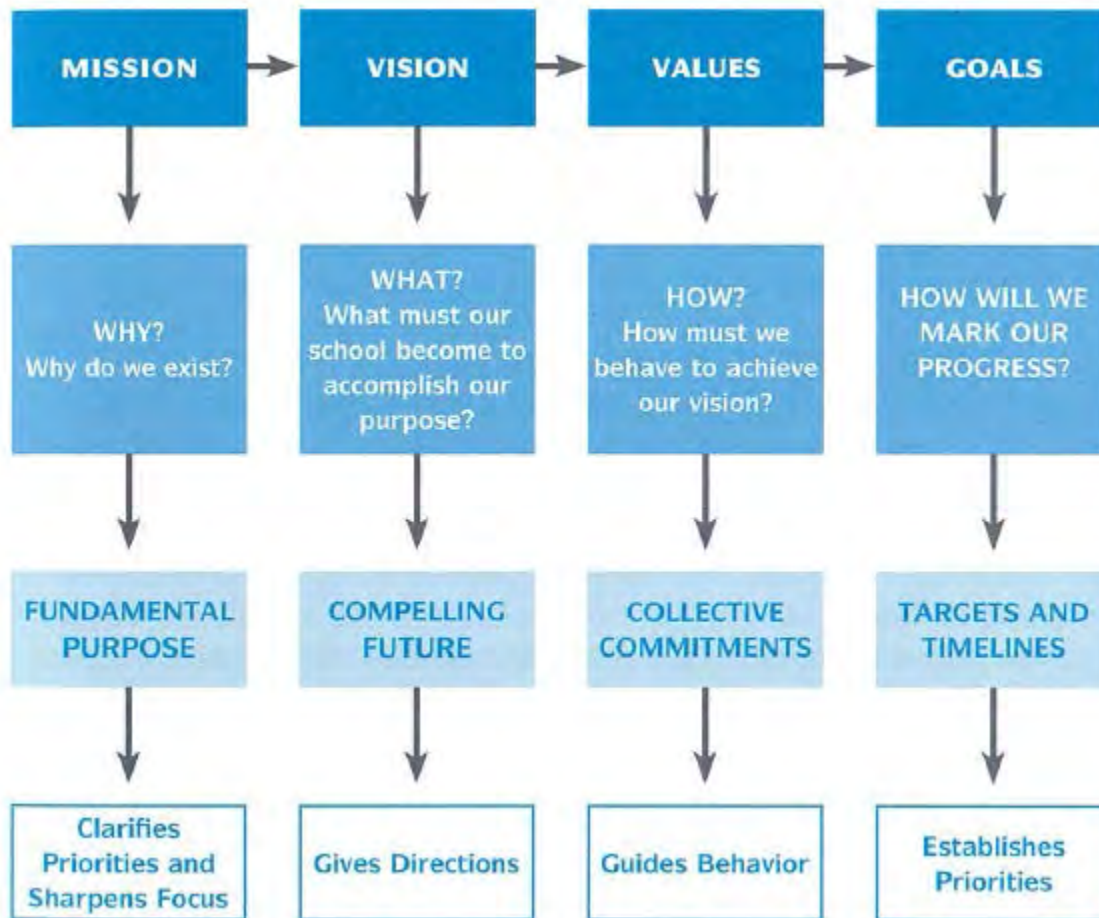 MISSION
VISION
VALUES
GOALS
WHY?
Why do we exist?
WHAT?
What must our
school become to
accomplish our
purpose?
HOW?
How must we
behave to achieve
our vision?
HOW WILL WE
MARK OUR
PROGRESS?
FUNDAMENTAL
PURPOSE
COMPELLING
FUTURE
COLLECTIVE
COMMITMENTS
TARGETS AND
TIMELINES
Clarifies
Priorities and
Sharpens Focus
Gives Directions
Guides Behavior
Establishes
Priorities